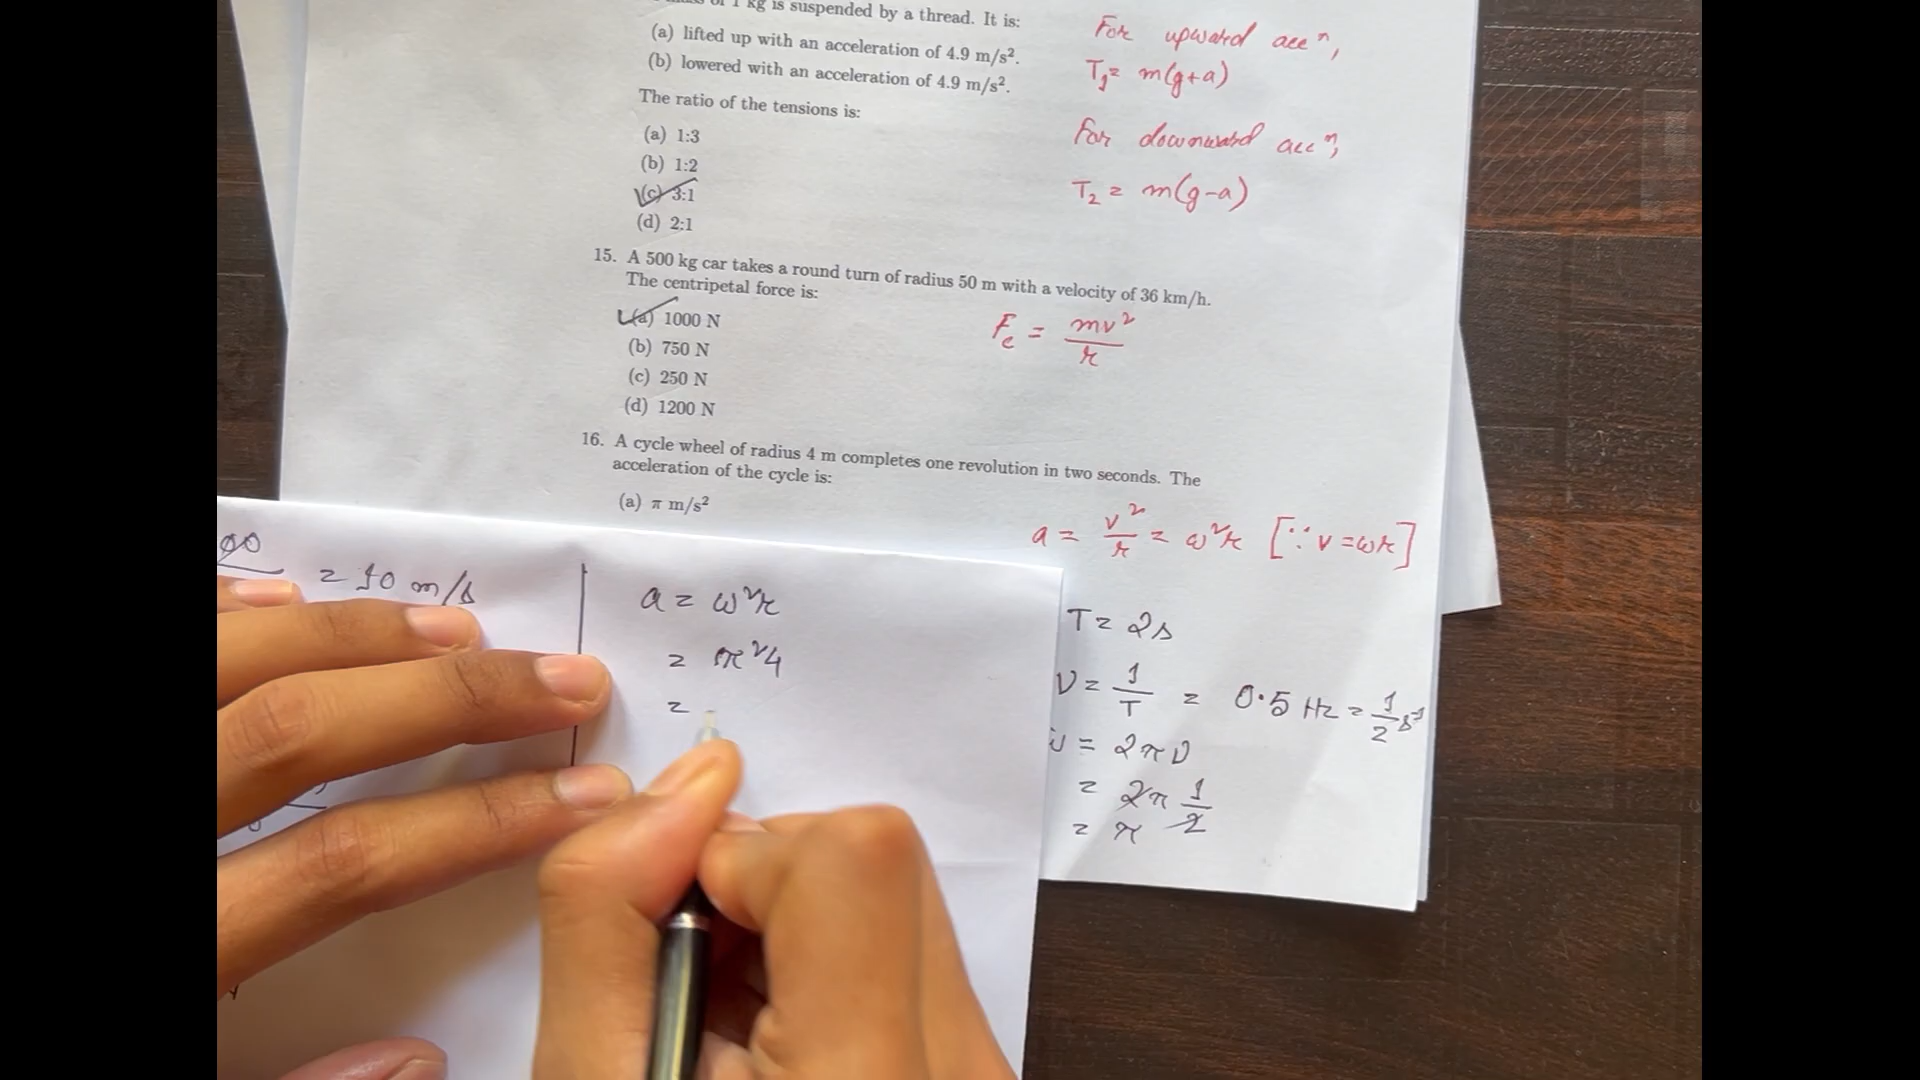 kg is suspended by a thread. It is:
(a) lifted up with an acceleration of 4.9 m/s².
(b) lowered with an acceleration of 4.9 m/s².
The ratio of the tensions is:
(a) 1:3
(b) 1:2
(c) 3:1
(d) 2:1
For upward accⁿ,
T₁ = m(g+a)
For downward accⁿ,
T₂ = m(g-a)
15. A 500 kg car takes a round turn of radius 50 m with a velocity of 36 km/h.
The centripetal force is:
(a) 1000 N
(b) 750 N
(c) 250 N
(d) 1200 N
F_c = mv²/r
16. A cycle wheel of radius 4 m completes one revolution in two seconds. The
acceleration of the cycle is:
(a) π m/s²
a = v²/r = ω²r [∵ v = ωr]
= 10 m/s
a = ω²r
= π²4
=
T = 2s
ν = 1/T = 0.5 Hz = 1/2 s⁻¹
= 2πν
= 2π 1/2
= π